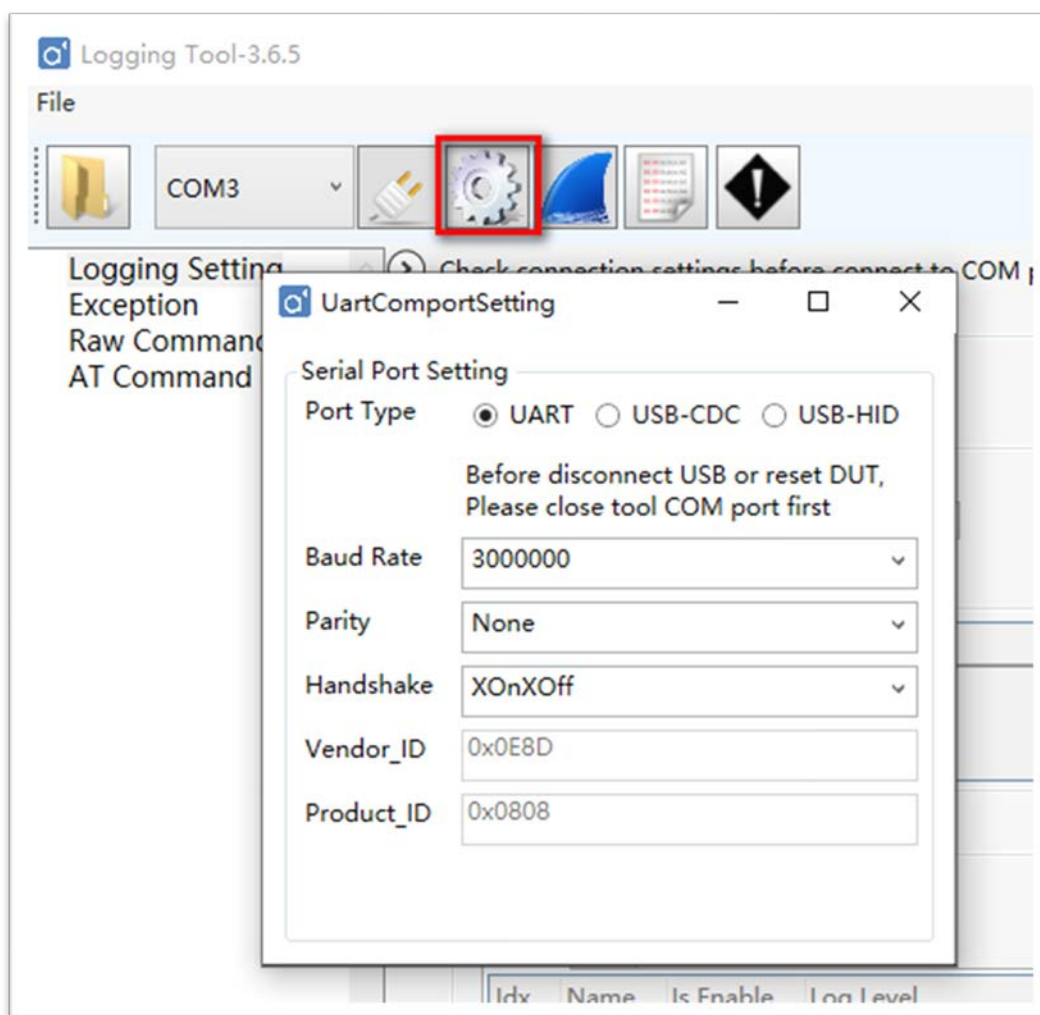 Logging Tool-3.6.5
File
COM3
Logging Setting
Check connection settings before connect to COM
Exception
Raw Command
AT Command
UartComportSetting
Serial Port Setting
Port Type
UART
USB-CDC
USB-HID
Before disconnect USB or reset DUT,
Please close tool COM port first
Baud Rate
3000000
Parity
None
Handshake
XOnXOff
Vendor_ID
0x0E8D
Product_ID
0x0808
Idx Name Is Enable Log Level